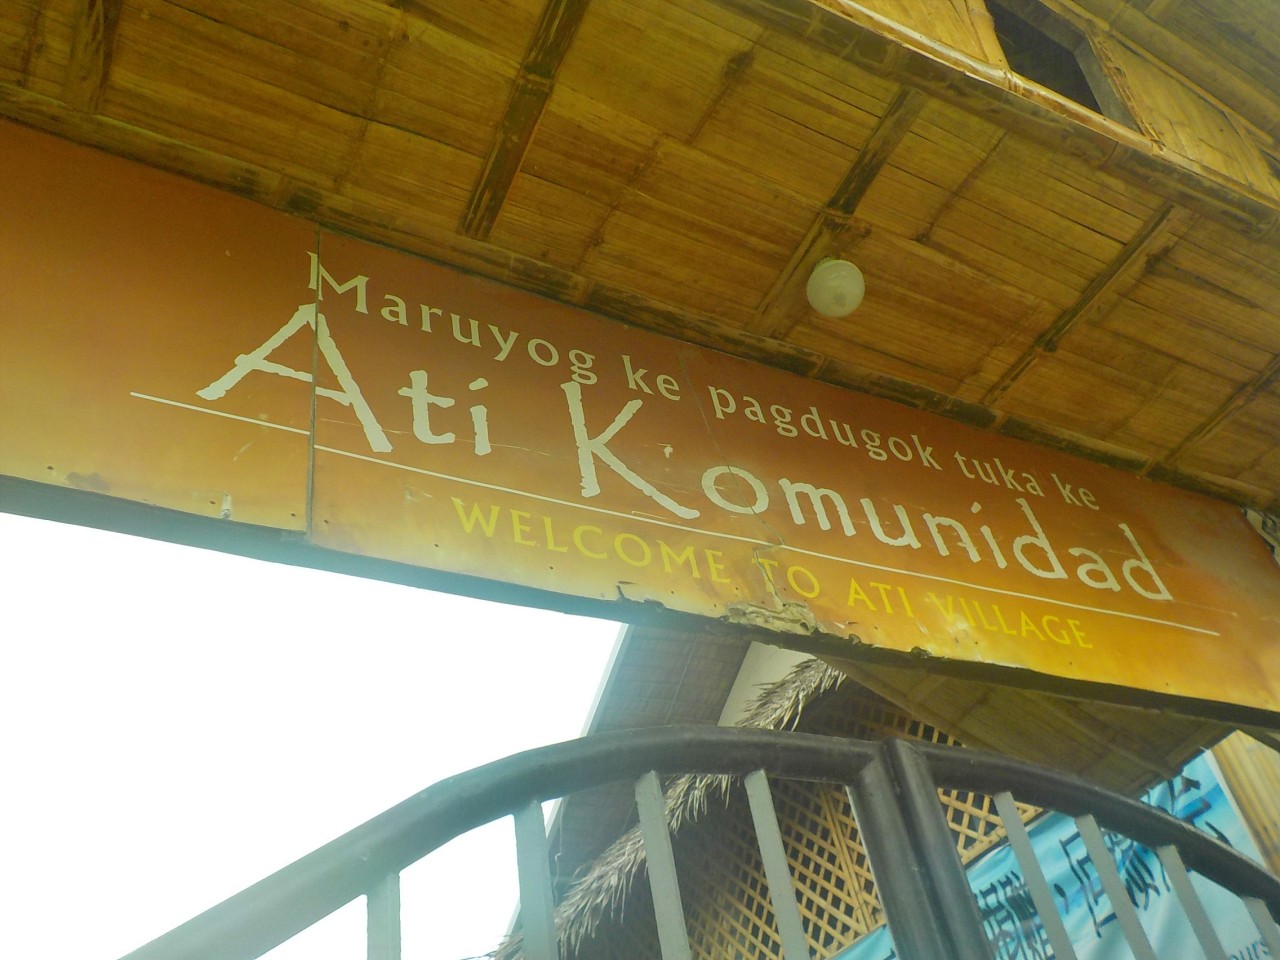 Maruyog ke pagdugok tuka ke
Ati Komunidad
WELCOME TO ATI VILLAGE